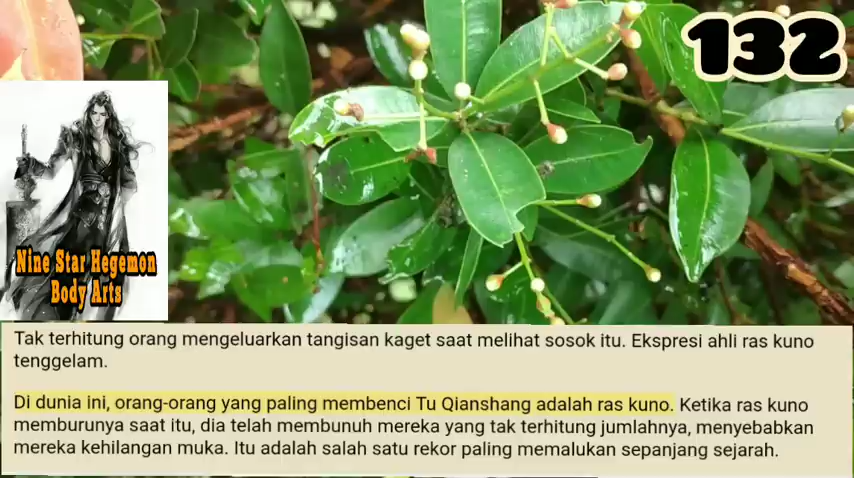 132
Nine Star Hegemon
Body Arts
Tak terhitung orang mengeluarkan tangisan kaget saat melihat sosok itu. Ekspresi ahli ras kuno
tenggelam.
Di dunia ini, orang-orang yang paling membenci Tu Qianshang adalah ras kuno. Ketika ras kuno
memburunya saat itu, dia telah membunuh mereka yang tak terhitung jumlahnya, menyebabkan
mereka kehilangan muka. Itu adalah salah satu rekor paling memalukan sepanjang sejarah.